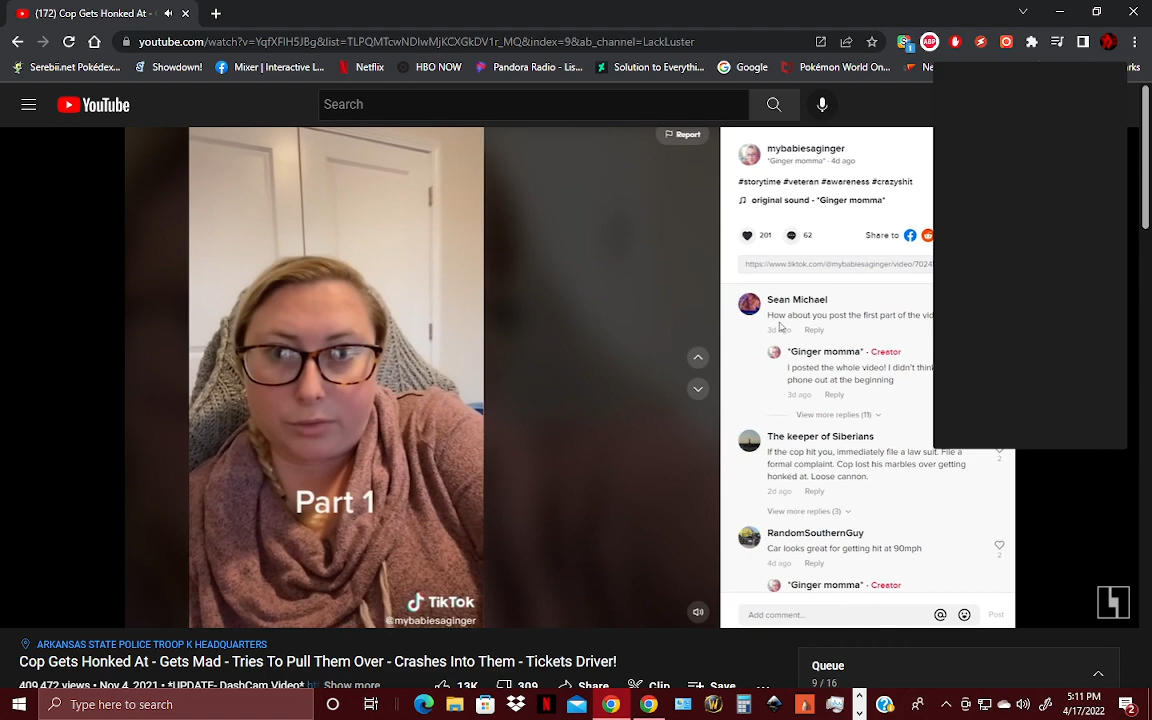 (172) Cop Gets Honked At -
youtube.com/watch?v=YqfXFIH5JBg&list=TLPQMTcwNDIwMjKCXGkDV1r_MQ&index=9&ab_channel=LackLuster
Serebii.net Pokédex... Showdown! Mixer | Interactive L... Netflix HBO NOW Pandora Radio - Lis... Solution to Everythi... Google Pokémon World On... Ne rks
YouTube
Search
Report
mybabiesaginger
"Ginger momma" · 4d ago
#storytime #veteran #awareness #crazyshit
original sound - "Ginger momma"
201 62 Share to
https://www.tiktok.com/@mybabiesaginger/video/7024
Sean Michael
How about you post the first part of the vid
3d ago Reply
"Ginger momma" · Creator
I posted the whole video! I didn't think
phone out at the beginning
3d ago Reply
View more replies (11)
The keeper of Siberians
If the cop hit you, immediately file a law suit. File a
formal complaint. Cop lost his marbles over getting
honked at. Loose cannon.
2
2d ago Reply
View more replies (3)
RandomSouthernGuy
Car looks great for getting hit at 90mph
2
4d ago Reply
"Ginger momma" · Creator
Add comment...
Post
Part 1
TikTok
@mybabiesaginger
ARKANSAS STATE POLICE TROOP K HEADQUARTERS
Cop Gets Honked At - Gets Mad - Tries To Pull Them Over - Crashes Into Them - Tickets Driver!
409,472 views • Nov 4, 2021 • *UPDATE- DashCam Video* ht Show more 13K 309 Share Clip Save
Queue
9 / 16
Type here to search
5:11 PM
4/17/2022
2